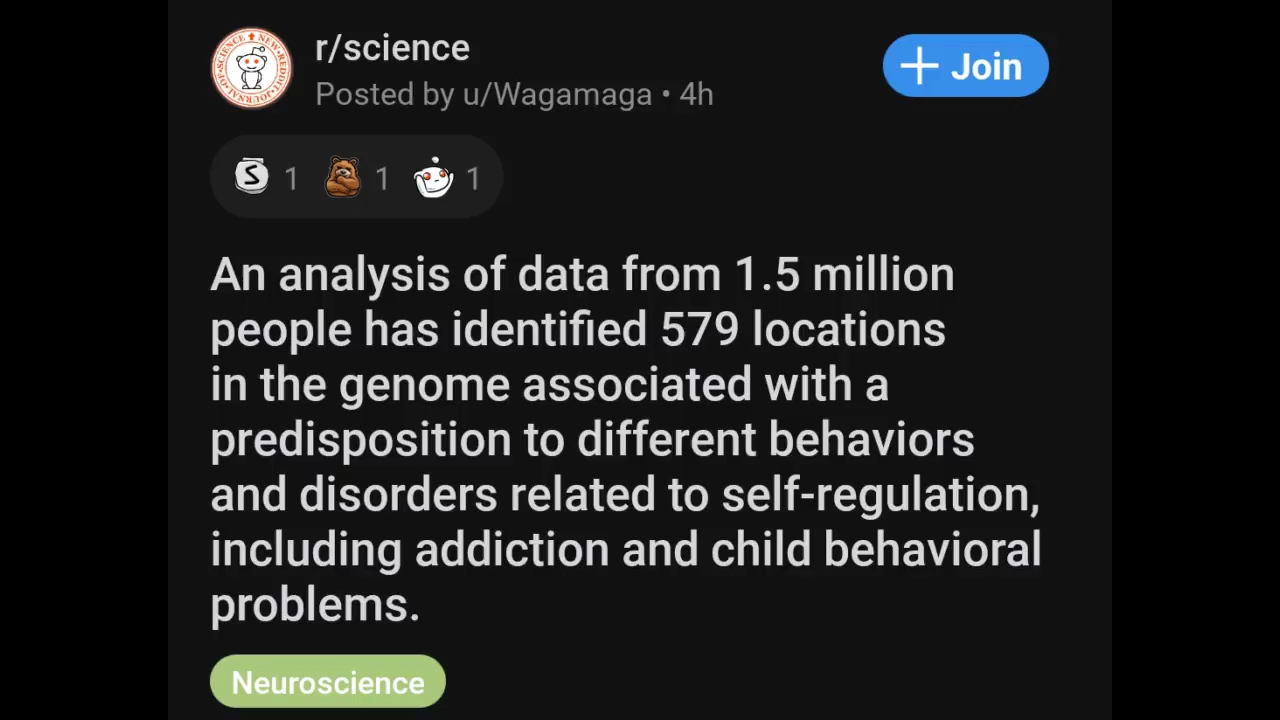 r/science
Posted by u/Wagamaga • 4h
Join
1 1 1
An analysis of data from 1.5 million
people has identified 579 locations
in the genome associated with a
predisposition to different behaviors
and disorders related to self-regulation,
including addiction and child behavioral
problems.
Neuroscience